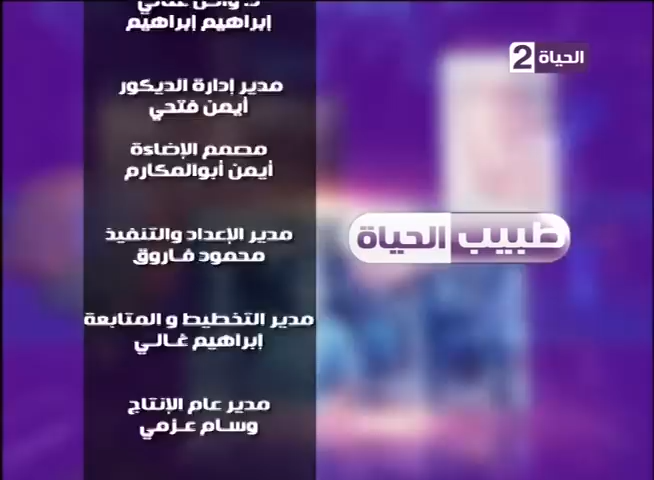 إبراهيم إبراهيم
مدير إدارة الديكور
أيمن فتحي
مصمم الإضاءة
أيمن أبوالمكارم
مدير الإعداد والتنفيذ
محمود فاروق
مدير التخطيط و المتابعة
إبراهيم غالي
مدير عام الإنتاج
وسام عزمي
الحياة 2
طبيب الحياة